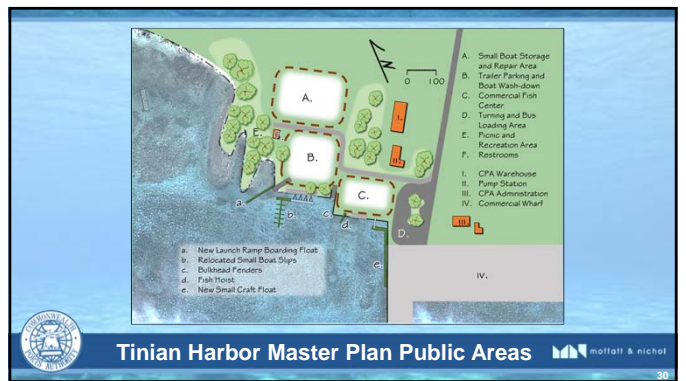 0 100
A. Small Boat Storage
and Repair Area
B. Trailer Parking and
Boat Wash-down
C. Commercial Fish
Center
D. Turning and Bus
Loading Area
E. Picnic and
Recreation Area
F. Restrooms
I. CPA Warehouse
II. Pump Station
III. CPA Administration
IV. Commercial Wharf
A.
I.
E.
B.
II.
C.
a.
b.
c
d.
D.
III.
e.
IV.
a. New Launch Ramp Boarding Float
b. Relocated Small Boat Slips
c. Bulkhead Fenders
d. Fish Hoist
e. New Small Craft Float
COMMONWEALTH
PORTS AUTHORITY
Tinian Harbor Master Plan Public Areas
moffatt & nichol
30